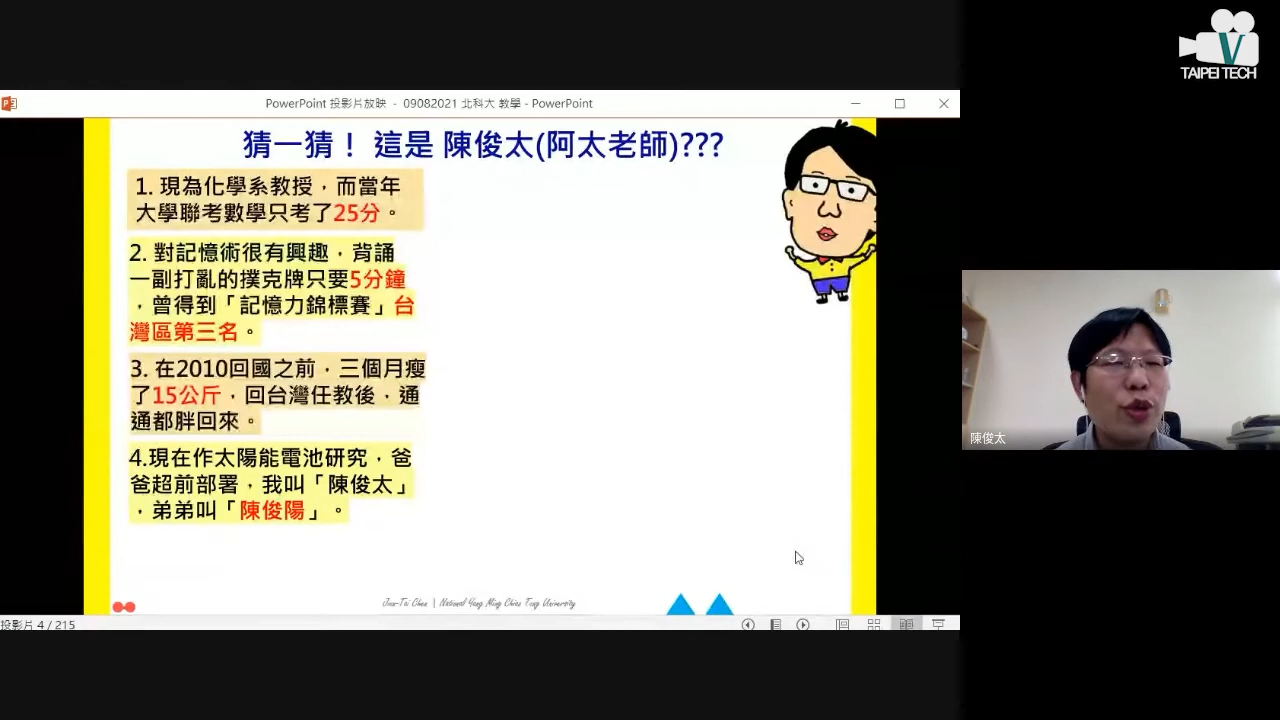 V
TAIPEI TECH
PowerPoint 投影片放映 - 09082021 北科大 教學 - PowerPoint
猜一猜！ 這是 陳俊太(阿太老師)???
1. 現為化學系教授，而當年
大學聯考數學只考了25分。
2. 對記憶術很有興趣，背誦
一副打亂的撲克牌只要5分鐘
，曾得到「記憶力錦標賽」台
灣區第三名。
3. 在2010回國之前，三個月瘦
了15公斤，回台灣任教後，通
通都胖回來。
4.現在作太陽能電池研究，爸
爸超前部署，我叫「陳俊太」
，弟弟叫「陳俊陽」。
陳俊太
Jiun-Tai Chen | National Yang Ming Chiao Tung University
投影片 4 / 215